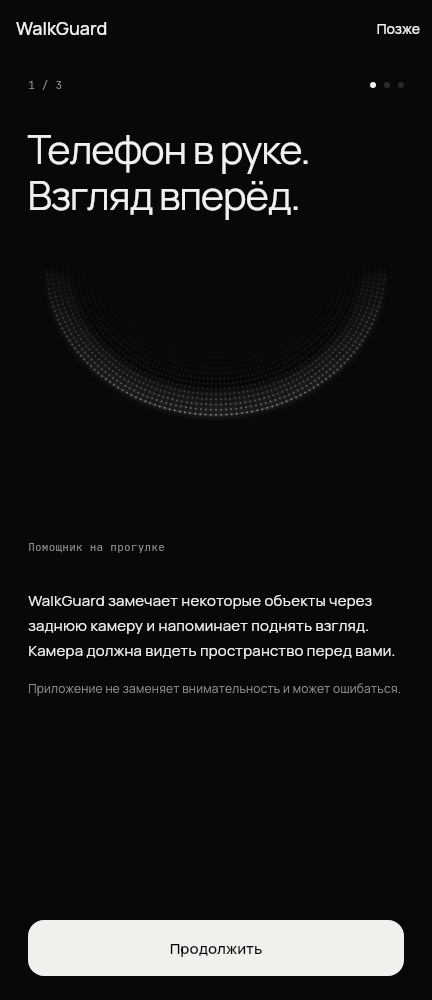 WalkGuard
Позже
1 / 3
Телефон в руке.
Взгляд вперёд.
Помощник на прогулке
WalkGuard замечает некоторые объекты через
заднюю камеру и напоминает поднять взгляд.
Камера должна видеть пространство перед вами.
Приложение не заменяет внимательность и может ошибаться.
Продолжить